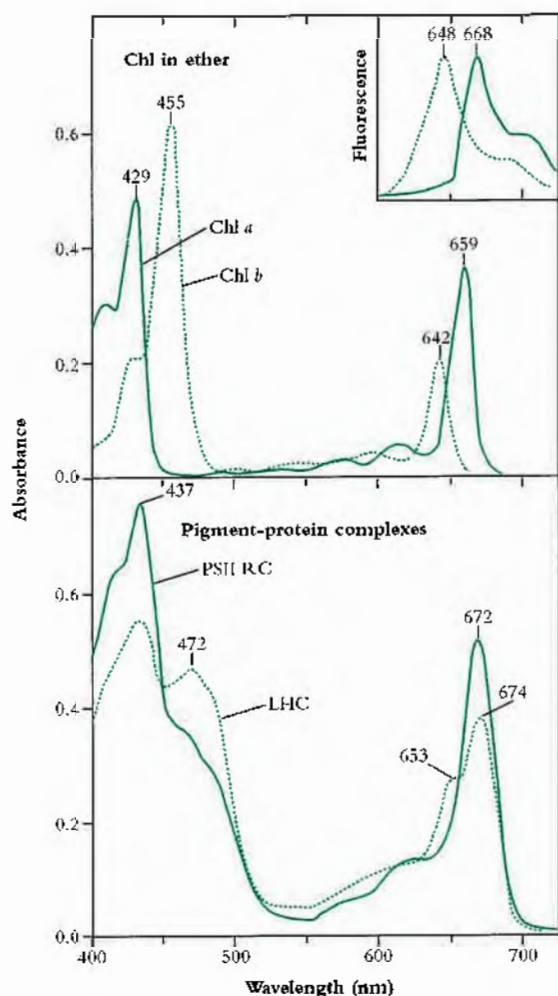 Chl in ether
648 668
Fluorescence
455
429
Chl a
Chl b
659
642
0.6
0.4
0.2
0.0
Absorbance
437
Pigment-protein complexes
PSII RC
472
LHC
672
674
653
0.6
0.4
0.2
0.0
400 500 600 700
Wavelength (nm)